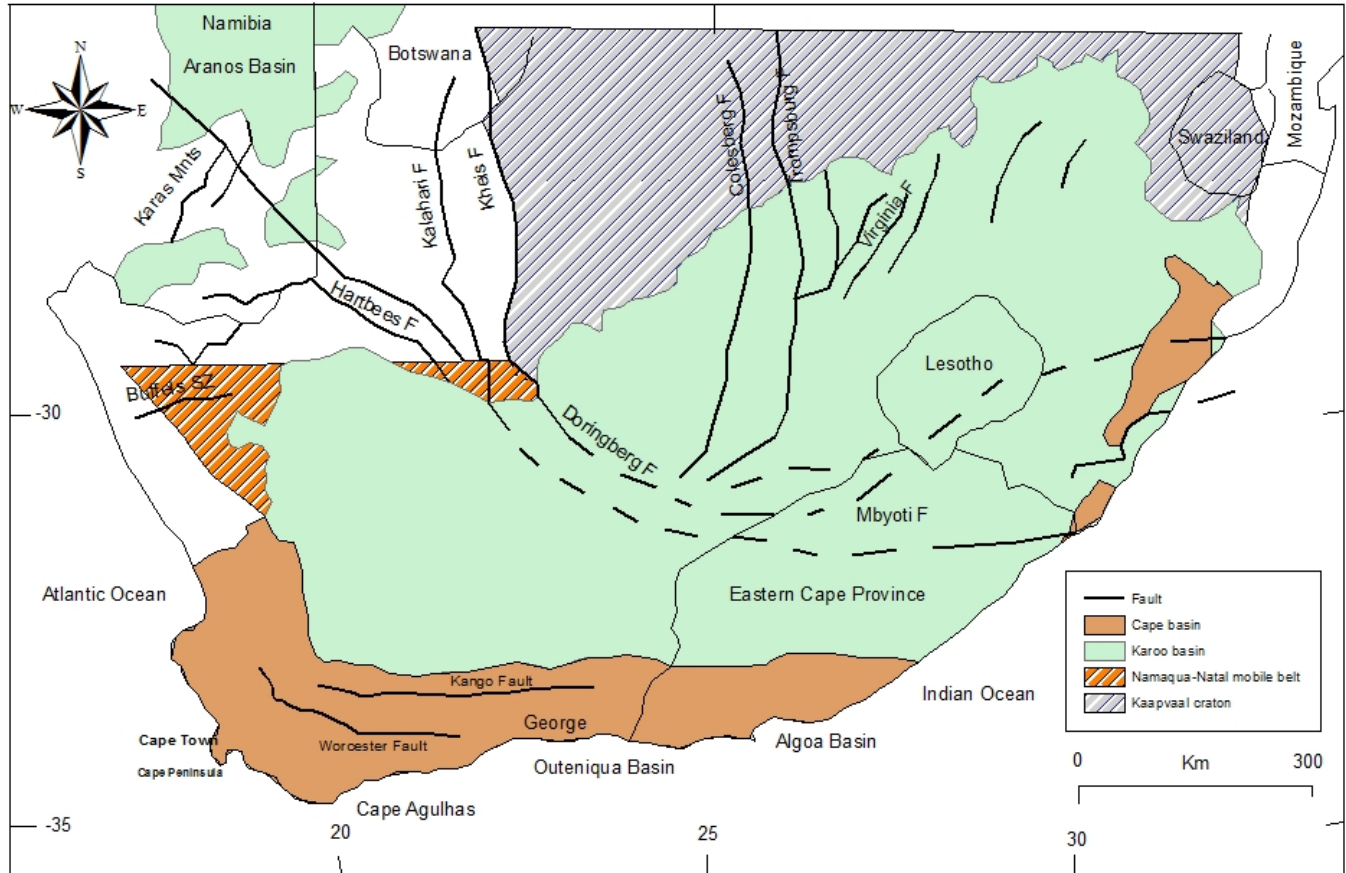 Namibia
Aranos Basin
Botswana
Mozambique
N
W
E
S
Karas Mnts
Kalahari F
Kheis F
Colesberg F
Trompsburg F
Virginia F
Swaziland
Hartbees F
Lesotho
Buffels SZ
-30
Doringberg F
Mbyoti F
Atlantic Ocean
Eastern Cape Province
Fault
Cape basin
Karoo basin
Namaqua-Natal mobile belt
Kaapvaal craton
Kango Fault
Indian Ocean
George
Cape Town
Worcester Fault
Algoa Basin
Cape Peninsula
Outeniqua Basin
0 Km 300
Cape Agulhas
-35
20
25
30